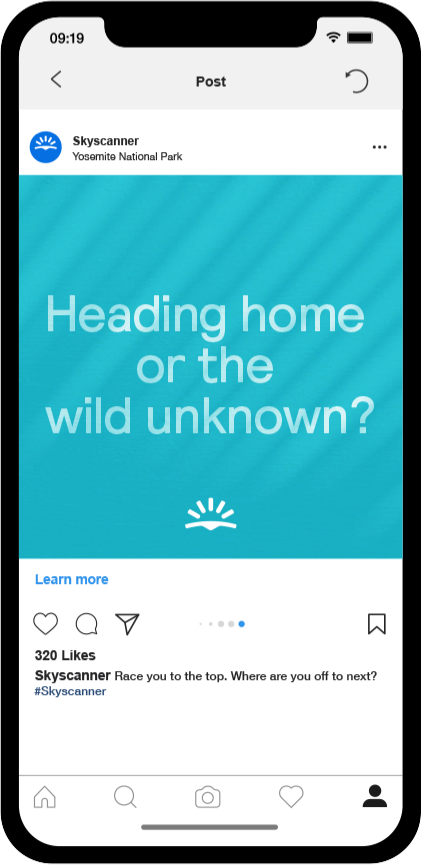 09:19
Post
Skyscanner
Yosemite National Park
Heading home
or the
wild unknown?
Learn more
320 Likes
Skyscanner Race you to the top. Where are you off to next?
#Skyscanner